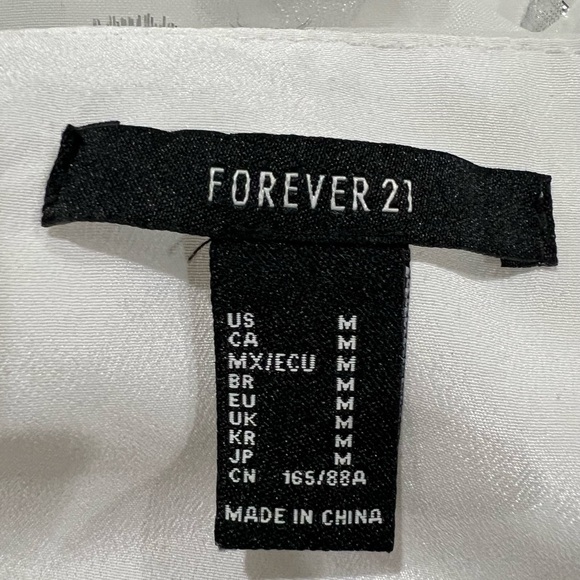 FOREVER 21
US M
CA M
MX/ECU M
BR M
EU M
UK M
KR M
JP M
CN 165/88A
MADE IN CHINA